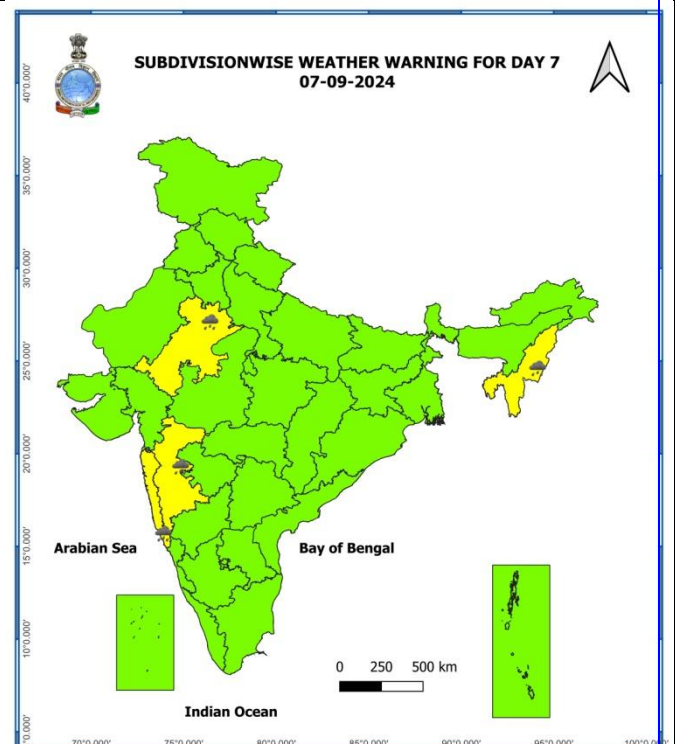 SUBDIVISIONWISE WEATHER WARNING FOR DAY 7
07-09-2024
40°0.000'
35°0.000'
30°0.000'
25°0.000'
20°0.000'
15°0.000'
10°0.000'
Arabian Sea
Bay of Bengal
0 250 500 km
Indian Ocean
70°0.000' 75°0.000' 80°0.000' 85°0.000' 90°0.000' 95°0.000'